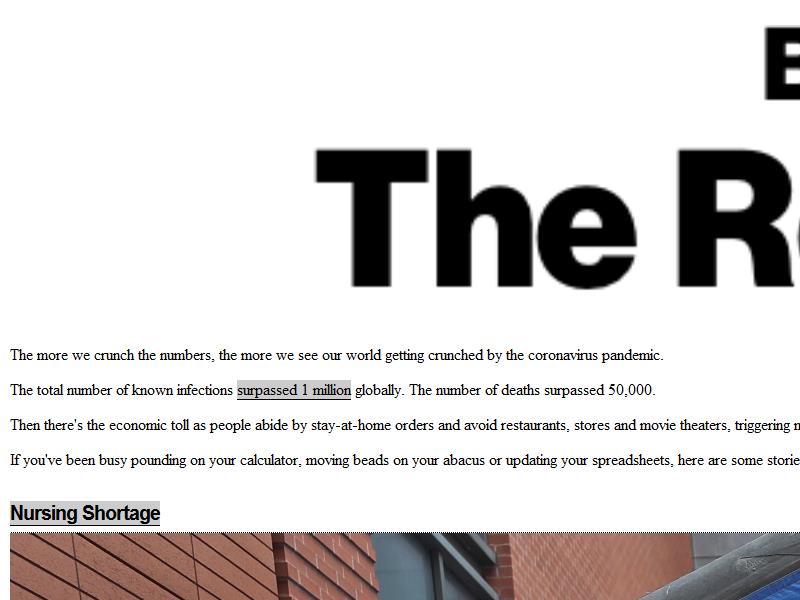 The
The more we crunch the numbers, the more we see our world getting crunched by the coronavirus pandemic.
The total number of known infections surpassed 1 million globally. The number of deaths surpassed 50,000.
Then there's the economic toll as people abide by stay-at-home orders and avoid restaurants, stores and movie theaters, triggering
If you've been busy pounding on your calculator, moving beads on your abacus or updating your spreadsheets, here are some
Nursing Shortage